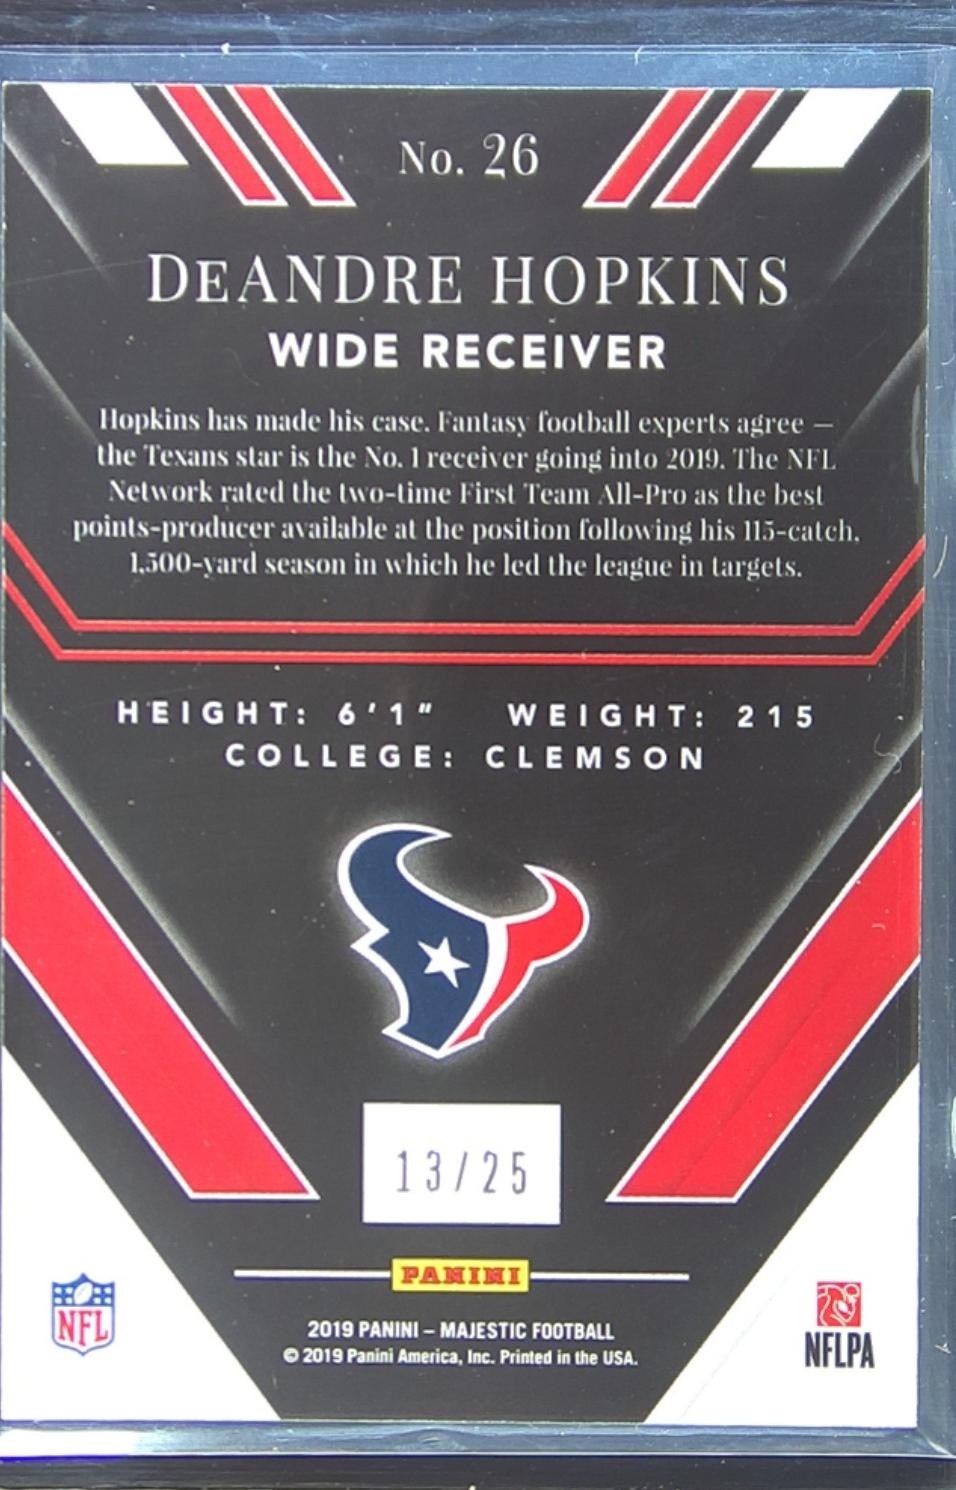 No. 26
DeANDRE HOPKINS
WIDE RECEIVER
Hopkins has made his case. Fantasy football experts agree —
the Texans star is the No. 1 receiver going into 2019. The NFL
Network rated the two-time First Team All-Pro as the best
points-producer available at the position following his 115-catch,
1,500-yard season in which he led the league in targets.
HEIGHT: 6'1" WEIGHT: 215
COLLEGE: CLEMSON
13/25
PANINI
NFL
2019 PANINI – MAJESTIC FOOTBALL
© 2019 Panini America, Inc. Printed in the USA.
NFLPA